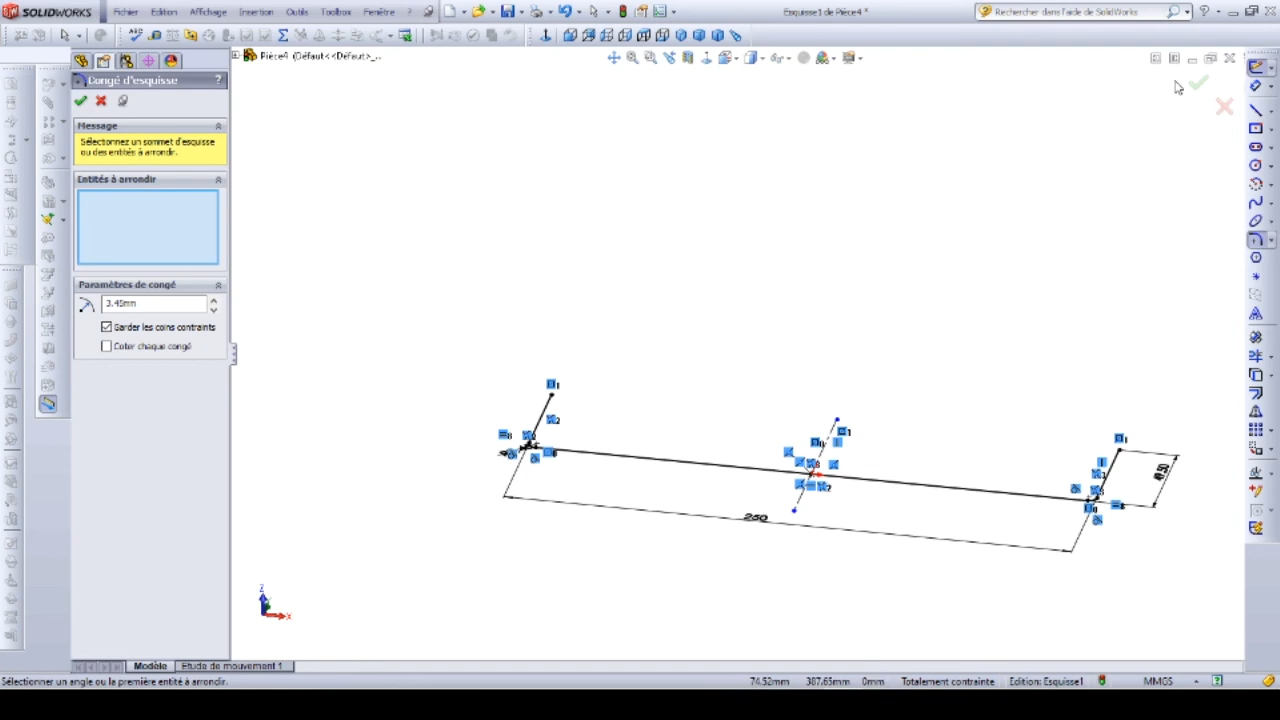 SOLIDWORKS
Fichier Edition Affichage Insertion Outils Toolbox Fenêtre ?
Esquisse1 de Pièce4 *
Rechercher dans l'aide de SolidWorks
Pièce4 (Défaut<<Défaut>_...
Congé d'esquisse ?
Message
Sélectionnez un sommet d'esquisse
ou des entités à arrondir.
Entités à arrondir
Paramètres de congé
3.45mm
Garder les coins contraints
Coter chaque congé
250
Z
X
Modèle Etude de mouvement 1
Sélectionner un angle ou la première entité à arrondir.
74.52mm 387.65mm 0mm Totalement contrainte Edition: Esquisse1 MMGS